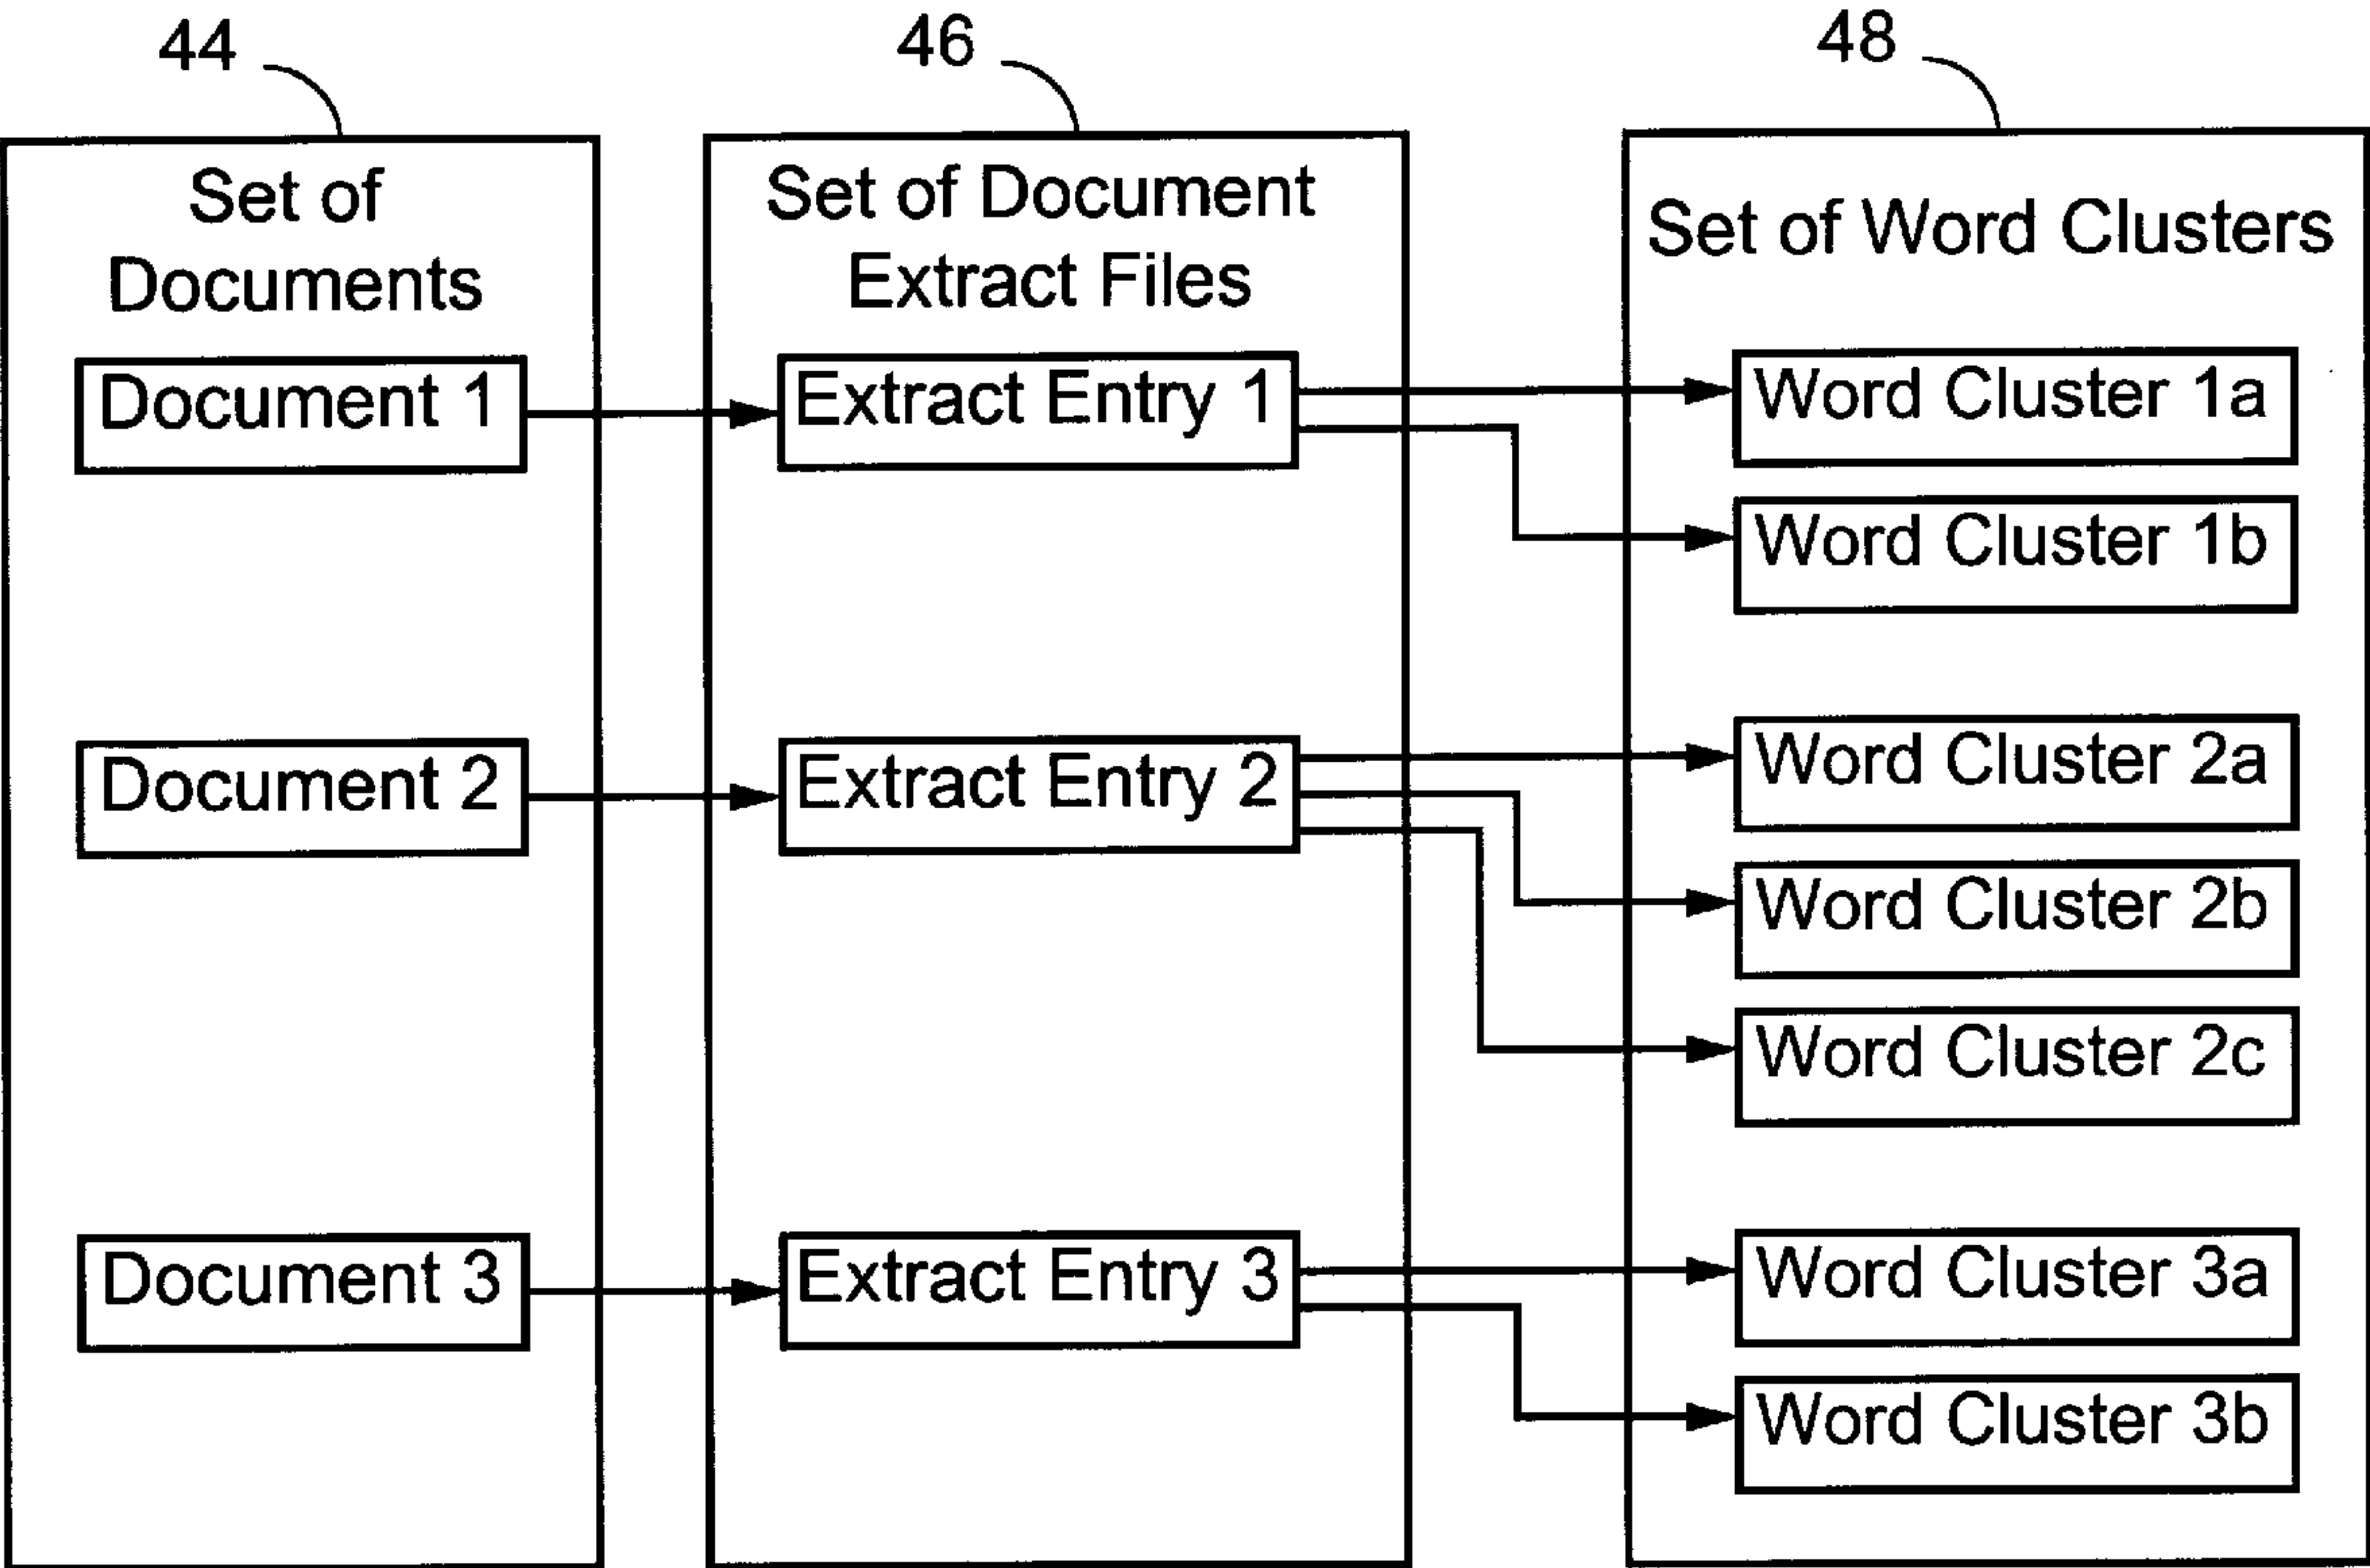 44
46
48
Set of
Documents
Document 1
Document 2
Document 3
Set of Document
Extract Files
Extract Entry 1
Extract Entry 2
Extract Entry 3
Set of Word Clusters
Word Cluster 1a
Word Cluster 1b
Word Cluster 2a
Word Cluster 2b
Word Cluster 2c
Word Cluster 3a
Word Cluster 3b